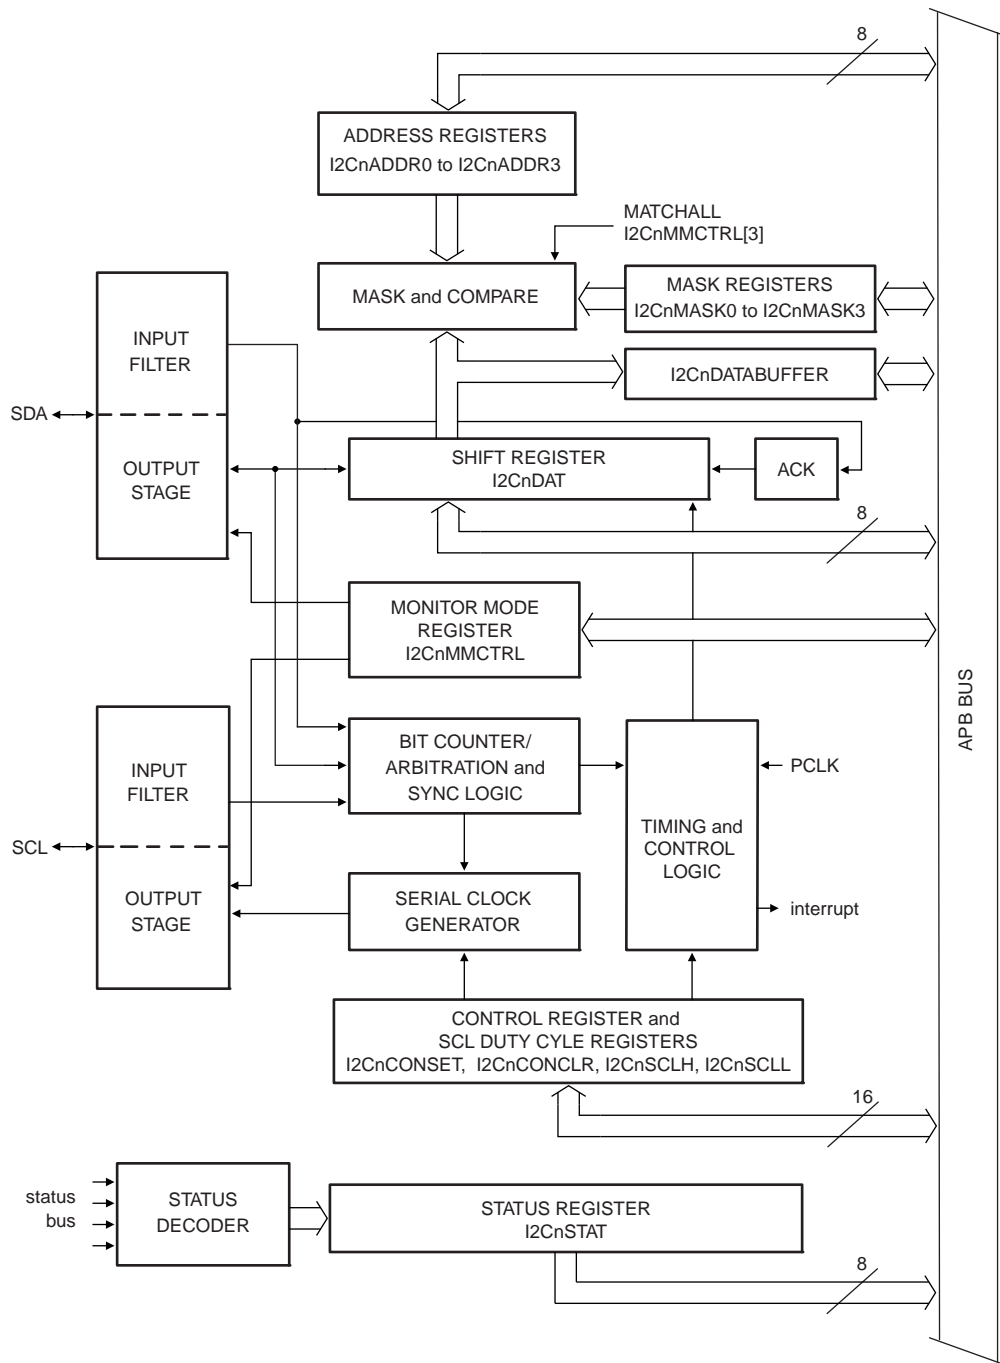 8
ADDRESS REGISTERS
I2CnADDR0 to I2CnADDR3
MATCHALL
I2CnMMCTRL[3]
MASK and COMPARE
MASK REGISTERS
I2CnMASK0 to I2CnMASK3
INPUT
FILTER
I2CnDATABUFFER
SDA
OUTPUT
STAGE
SHIFT REGISTER
I2CnDAT
ACK
8
MONITOR MODE
REGISTER
I2CnMMCTRL
APB BUS
INPUT
FILTER
BIT COUNTER/
ARBITRATION and
SYNC LOGIC
PCLK
SCL
TIMING and
CONTROL
LOGIC
OUTPUT
STAGE
SERIAL CLOCK
GENERATOR
interrupt
CONTROL REGISTER and
SCL DUTY CYLE REGISTERS
I2CnCONSET, I2CnCONCLR, I2CnSCLH, I2CnSCLL
16
status
bus
STATUS
DECODER
STATUS REGISTER
I2CnSTAT
8